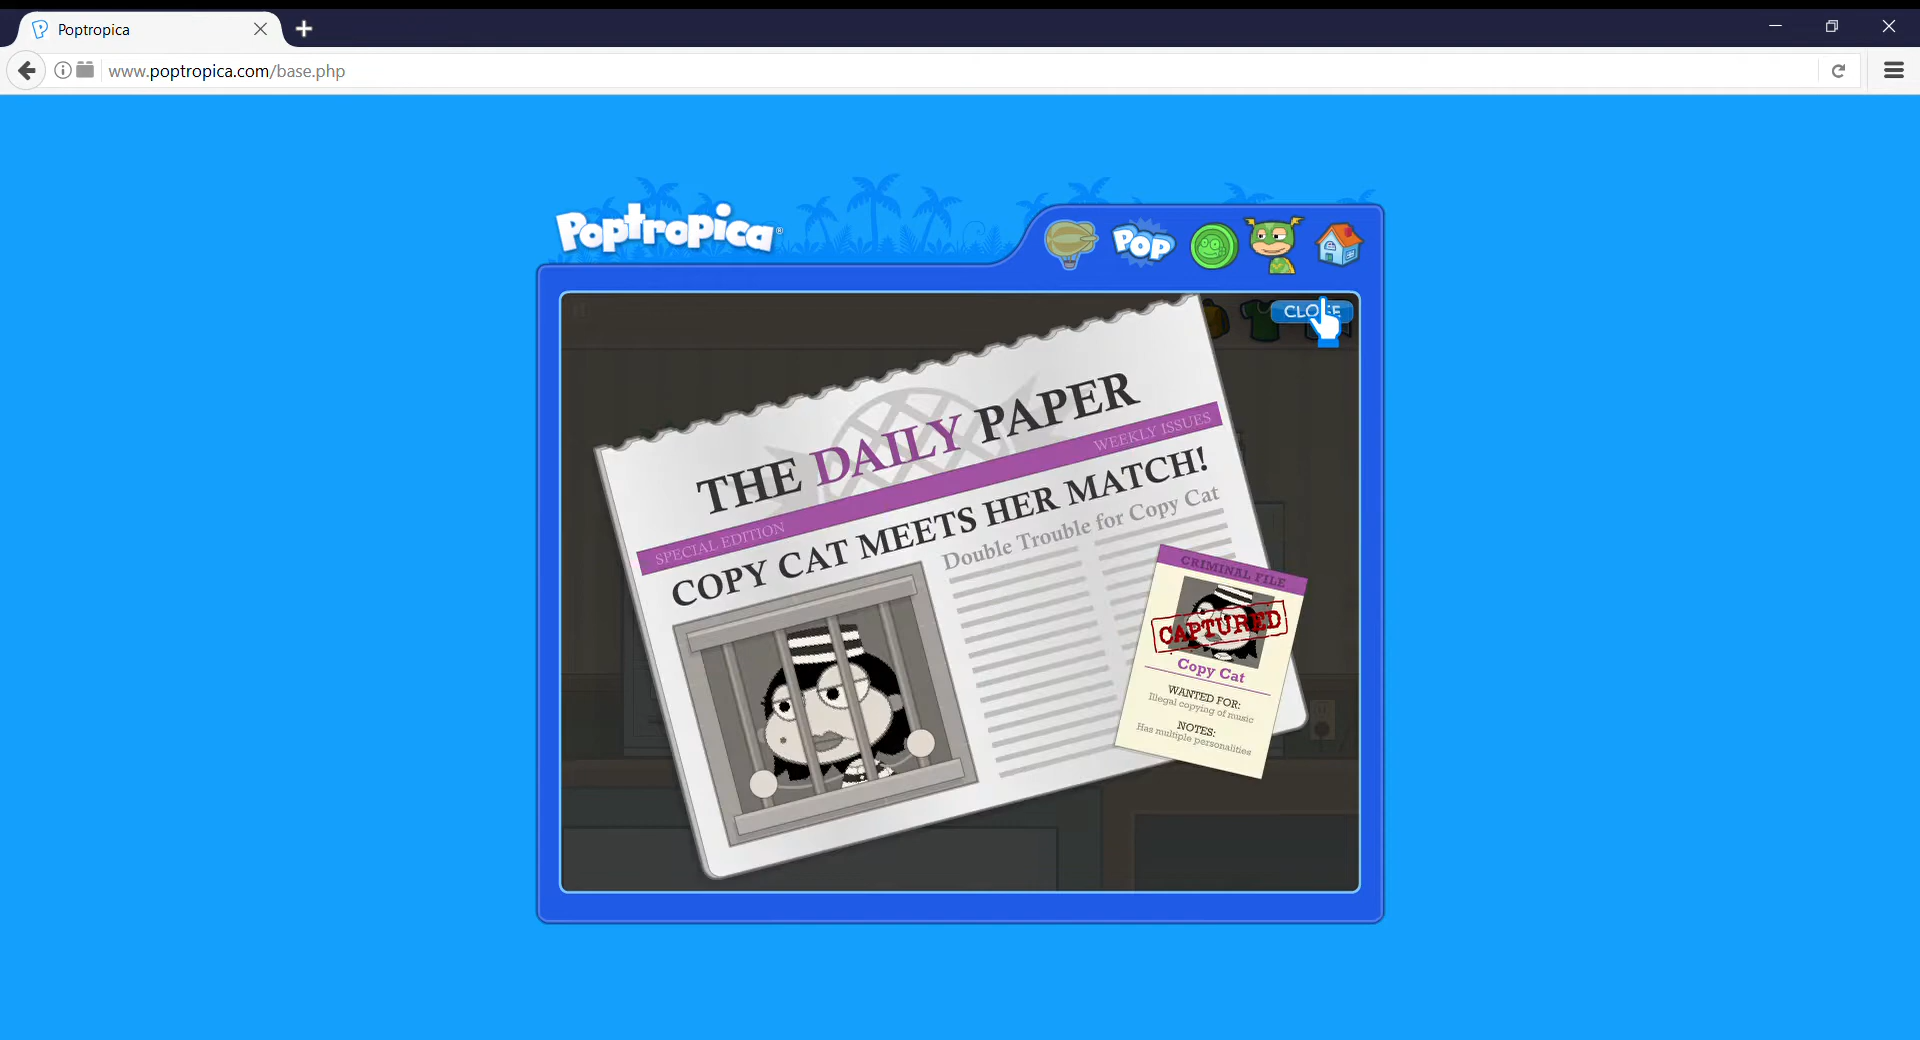 Poptropica
www.poptropica.com/base.php
Poptropica®
POP
CLOSE
THE DAILY PAPER
WEEKLY ISSUES
SPECIAL EDITION
COPY CAT MEETS HER MATCH!
Double Trouble for Copy Cat
CRIMINAL FILE
CAPTURED
Copy Cat
WANTED FOR:
Illegal copying of music
NOTES:
Has multiple personalities